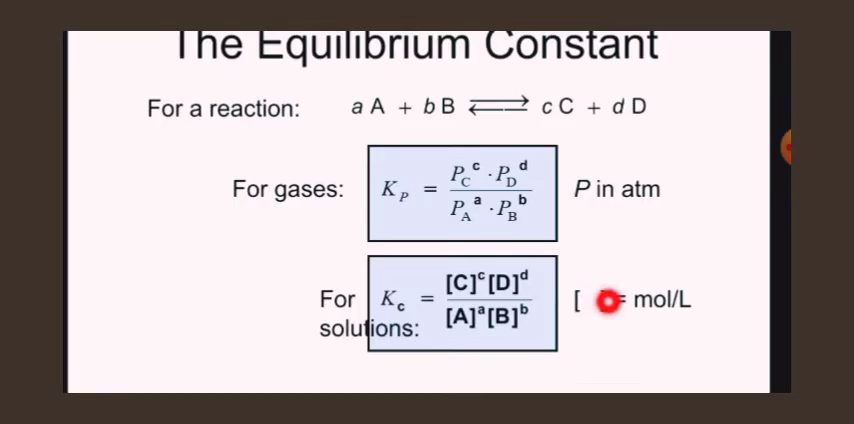 The Equilibrium Constant
For a reaction: a A + b B ⇌ c C + d D
For gases: K_P = P_C^c · P_D^d / P_A^a · P_B^b P in atm
For solutions: K_c = [C]^c [D]^d / [A]^a [B]^b [ = mol/L